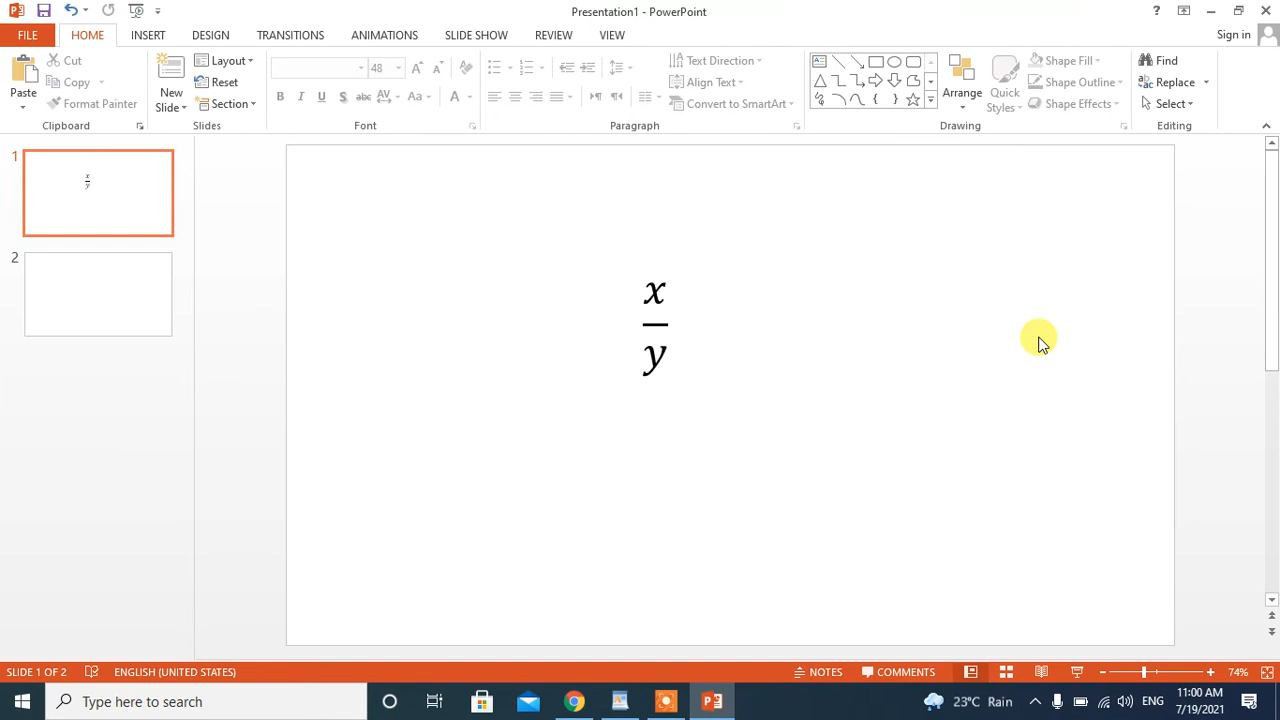 Presentation1 - PowerPoint
?
FILE HOME INSERT DESIGN TRANSITIONS ANIMATIONS SLIDE SHOW REVIEW VIEW Sign in
Paste
Cut
Copy
Format Painter
Clipboard
New
Slide
Layout
Reset
Section
Slides
48
B I U S abc AV Aa A
Font
Text Direction
Align Text
Convert to SmartArt
Paragraph
Arrange
Quick
Styles
Shape Fill
Shape Outline
Shape Effects
Drawing
Find
Replace
Select
Editing
1
x
y
2
x
y
SLIDE 1 OF 2 ENGLISH (UNITED STATES) NOTES COMMENTS 74%
Type here to search
23°C Rain ENG
11:00 AM
7/19/2021